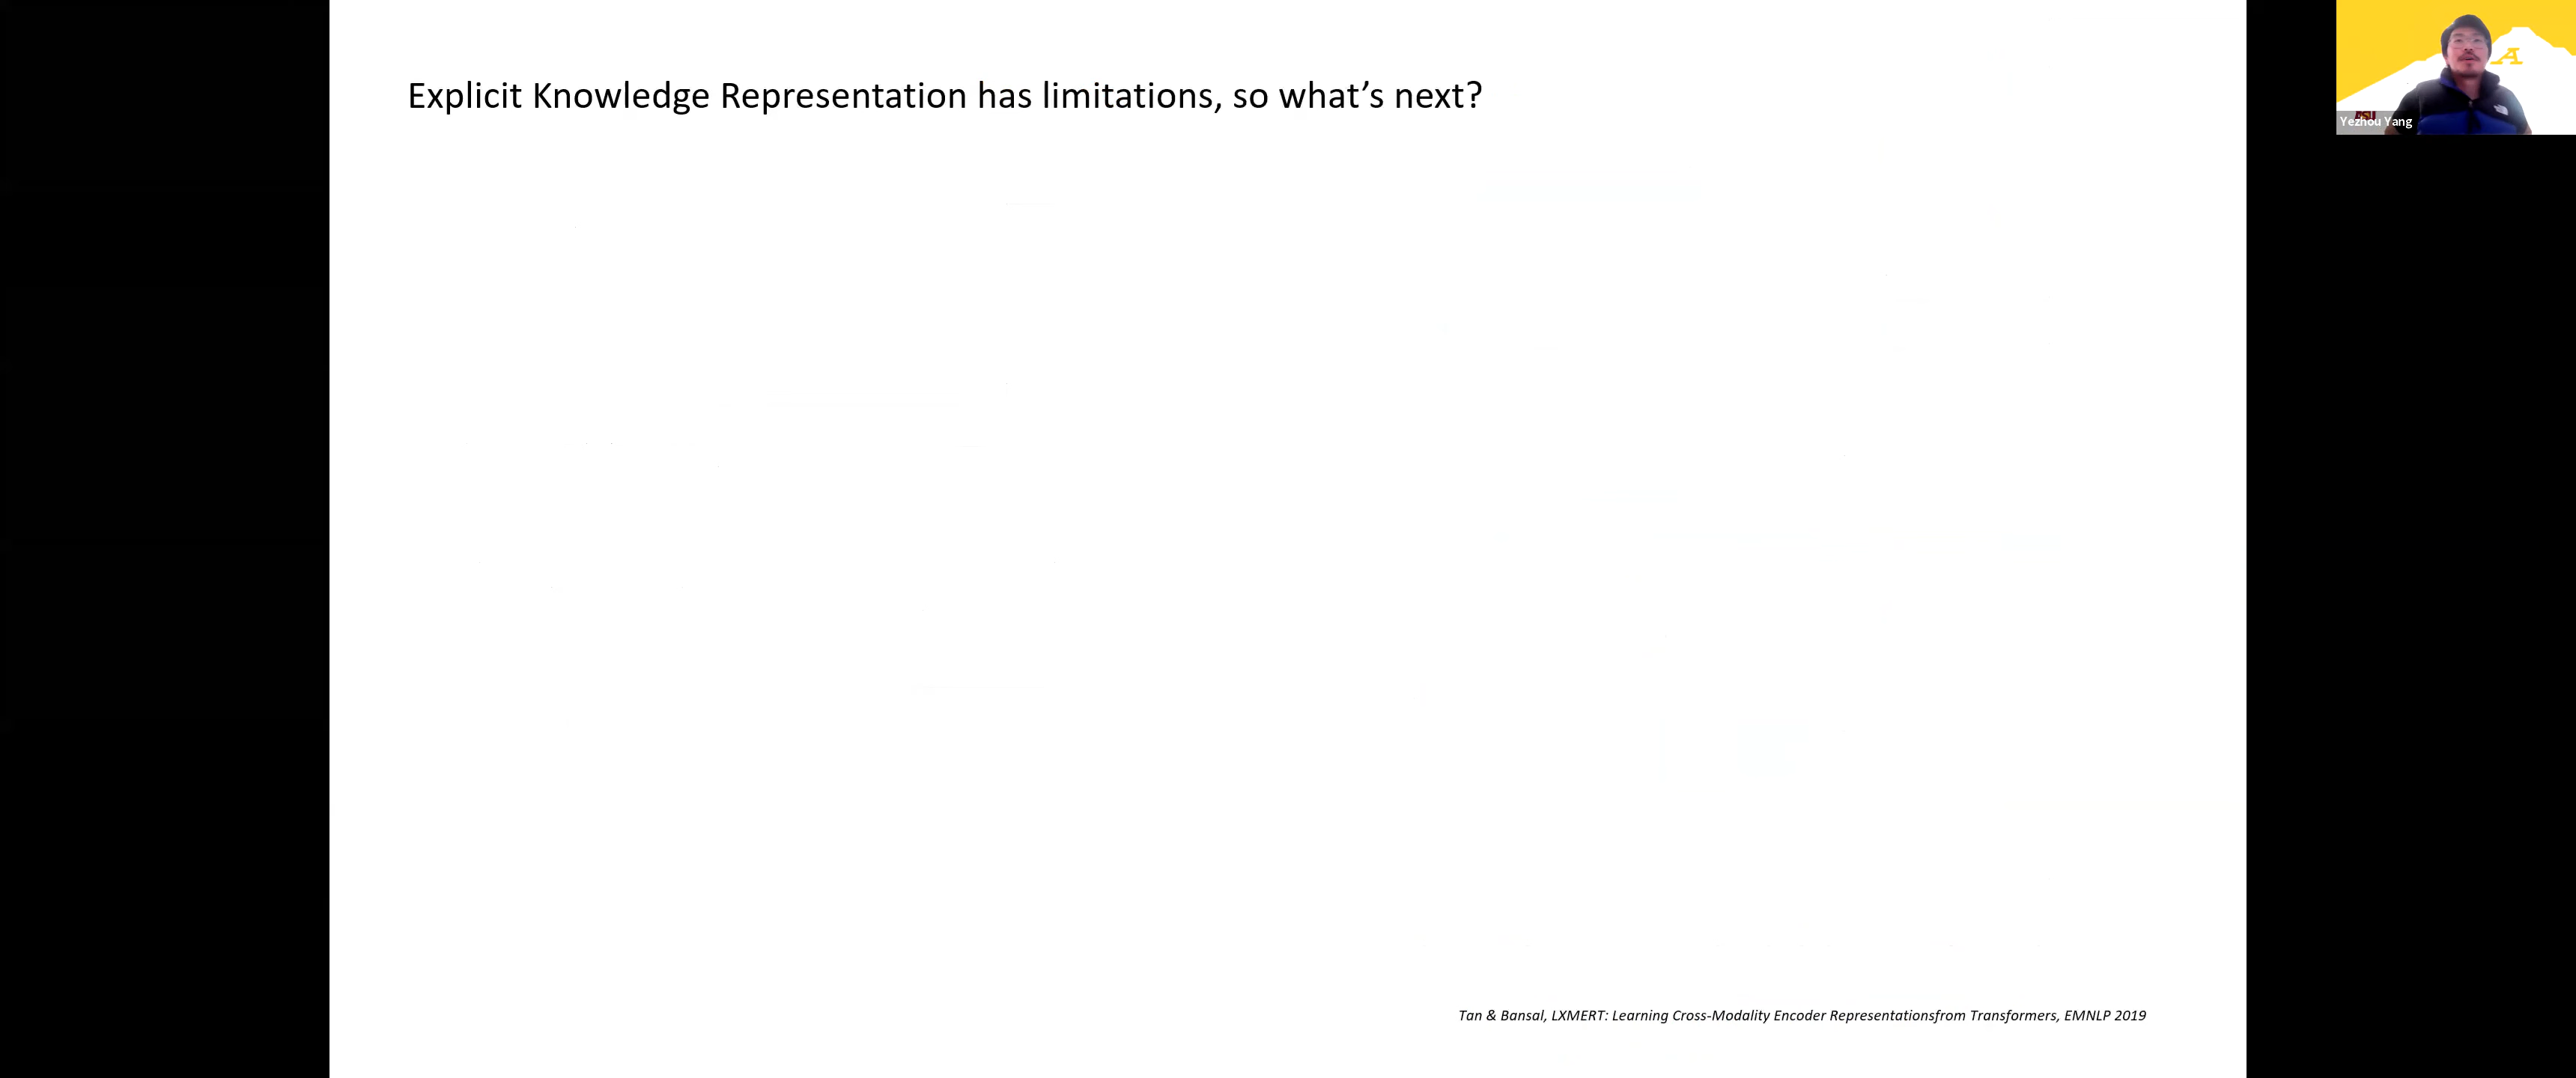 Explicit Knowledge Representation has limitations, so what’s next?
A
ASU
Yezhou Yang
Tan & Bansal, LXMERT: Learning Cross-Modality Encoder Representationsfrom Transformers, EMNLP 2019